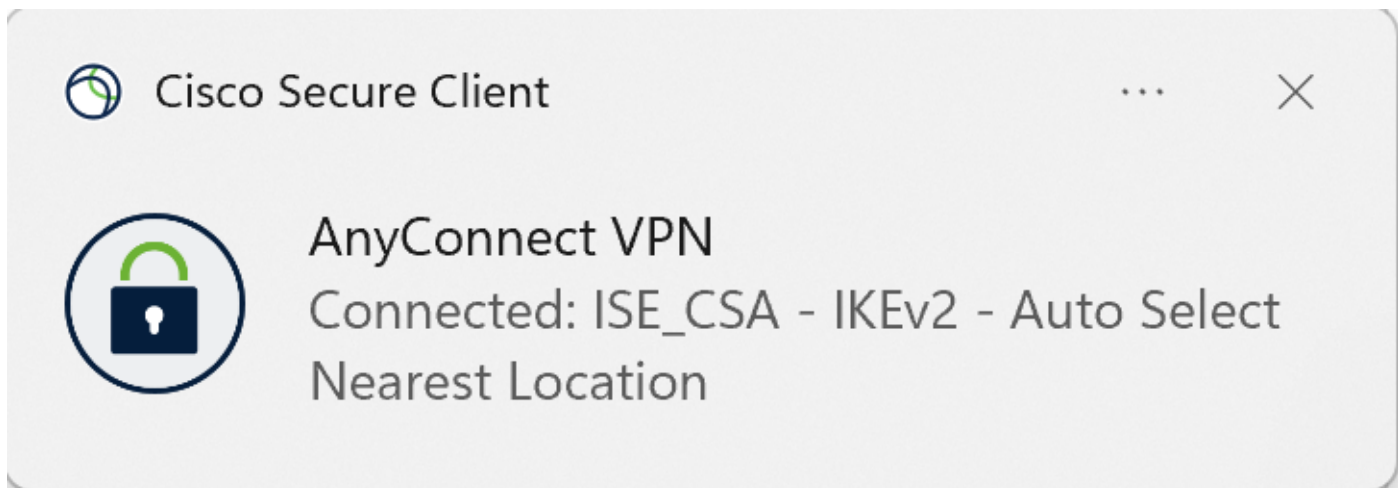 Cisco Secure Client
AnyConnect VPN
Connected: ISE_CSA - IKEv2 - Auto Select
Nearest Location